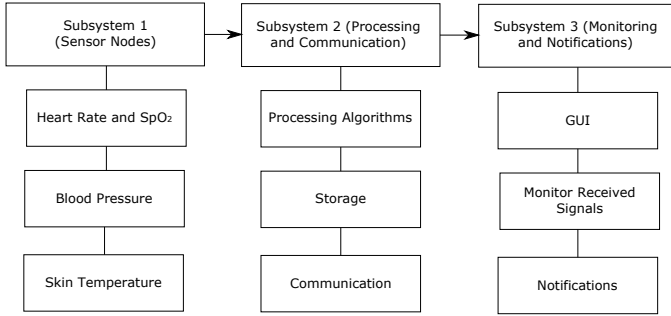 Subsystem 1
(Sensor Nodes)
Subsystem 2 (Processing
and Communication)
Subsystem 3 (Monitoring
and Notifications)
Heart Rate and SpO₂
Processing Algorithms
GUI
Blood Pressure
Storage
Monitor Received
Signals
Skin Temperature
Communication
Notifications